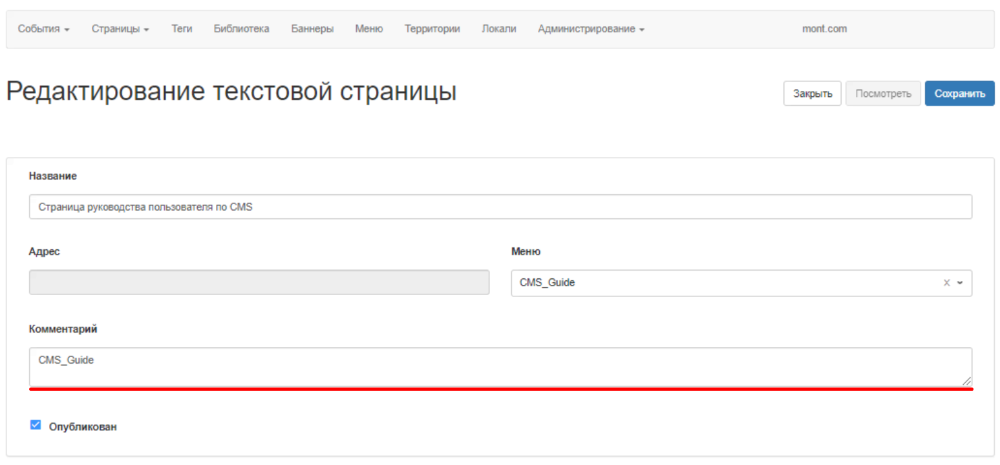 События Страницы Теги Библиотека Баннеры Меню Территории Локали Администрирование mont.com
Редактирование текстовой страницы
Закрыть Посмотреть Сохранить
Название
Страница руководства пользователя по CMS
Адрес Меню
CMS_Guide
Комментарий
CMS_Guide
Опубликован